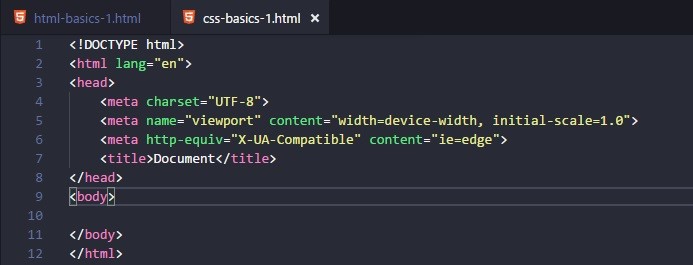 html-basics-1.html css-basics-1.html ×
1 <!DOCTYPE html>
2 <html lang="en">
3 <head>
4     <meta charset="UTF-8">
5     <meta name="viewport" content="width=device-width, initial-scale=1.0">
6     <meta http-equiv="X-UA-Compatible" content="ie=edge">
7     <title>Document</title>
8 </head>
9 <body>
10
11 </body>
12 </html>